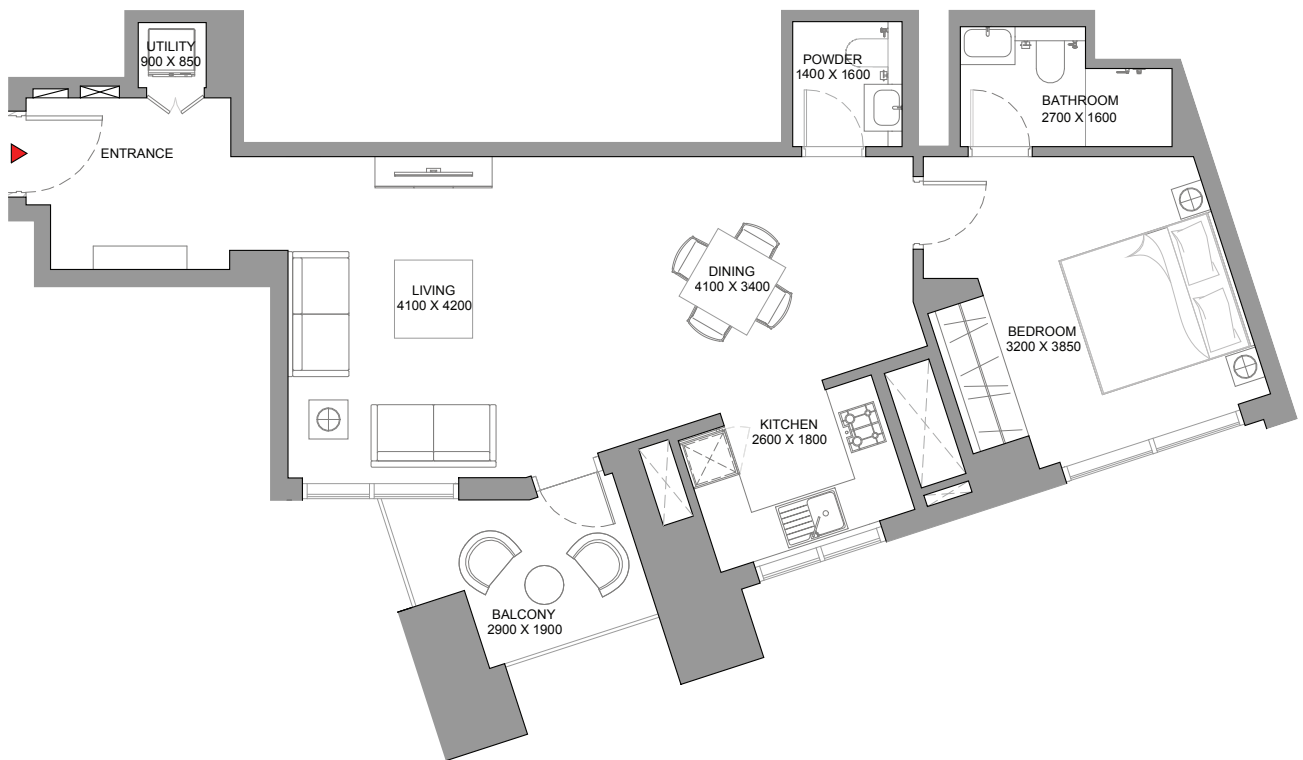 UTILITY
900 X 850
POWDER
1400 X 1600
BATHROOM
2700 X 1600
ENTRANCE
LIVING
4100 X 4200
DINING
4100 X 3400
BEDROOM
3200 X 3850
KITCHEN
2600 X 1800
BALCONY
2900 X 1900